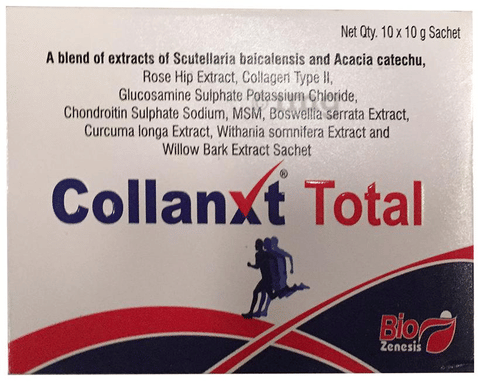 Net Qty. 10 x 10 g Sachet
A blend of extracts of Scutellaria baicalensis and Acacia catechu,
Rose Hip Extract, Collagen Type II,
Glucosamine Sulphate Potassium Chloride,
Chondroitin Sulphate Sodium, MSM, Boswellia serrata Extract,
Curcuma longa Extract, Withania somnifera Extract and
Willow Bark Extract Sachet
Collanxt® Total
Bio
Zenesis